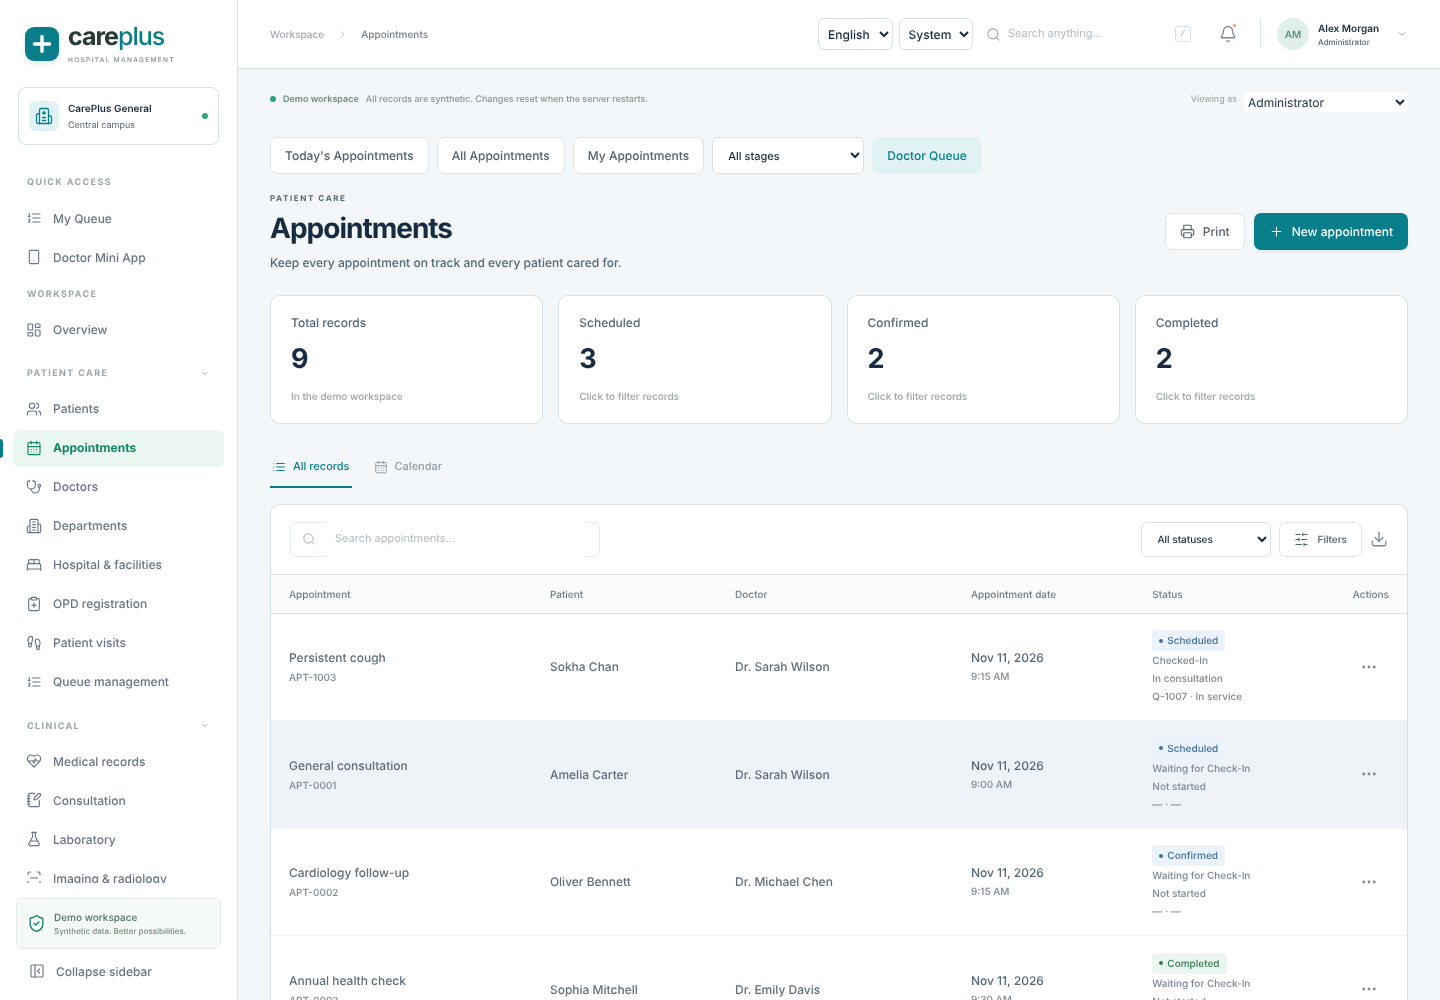 careplus
HOSPITAL MANAGEMENT
CarePlus General
Central campus
QUICK ACCESS
My Queue
Doctor Mini App
WORKSPACE
Overview
PATIENT CARE
Patients
Appointments
Doctors
Departments
Hospital & facilities
OPD registration
Patient visits
Queue management
CLINICAL
Medical records
Consultation
Laboratory
Imaging & radiology
Demo workspace
Synthetic data. Better possibilities.
Collapse sidebar
Workspace > Appointments
English
System
Search anything...
/
AM
Alex Morgan
Administrator
Demo workspace All records are synthetic. Changes reset when the server restarts.
Viewing as Administrator
Today's Appointments
All Appointments
My Appointments
All stages
Doctor Queue
PATIENT CARE
Appointments
Keep every appointment on track and every patient cared for.
Print
New appointment
Total records
9
In the demo workspace
Scheduled
3
Click to filter records
Confirmed
2
Click to filter records
Completed
2
Click to filter records
All records
Calendar
Search appointments...
All statuses
Filters
Appointment Patient Doctor Appointment date Status Actions
Persistent cough
APT-1003
Sokha Chan
Dr. Sarah Wilson
Nov 11, 2026
9:15 AM
Scheduled
Checked-In
In consultation
Q-1007 · In service
General consultation
APT-0001
Amelia Carter
Dr. Sarah Wilson
Nov 11, 2026
9:00 AM
Scheduled
Waiting for Check-In
Not started
— · —
Cardiology follow-up
APT-0002
Oliver Bennett
Dr. Michael Chen
Nov 11, 2026
9:15 AM
Confirmed
Waiting for Check-In
Not started
— · —
Annual health check
APT-0003
Sophia Mitchell
Dr. Emily Davis
Nov 11, 2026
9:30 AM
Completed
Waiting for Check-In
Not started